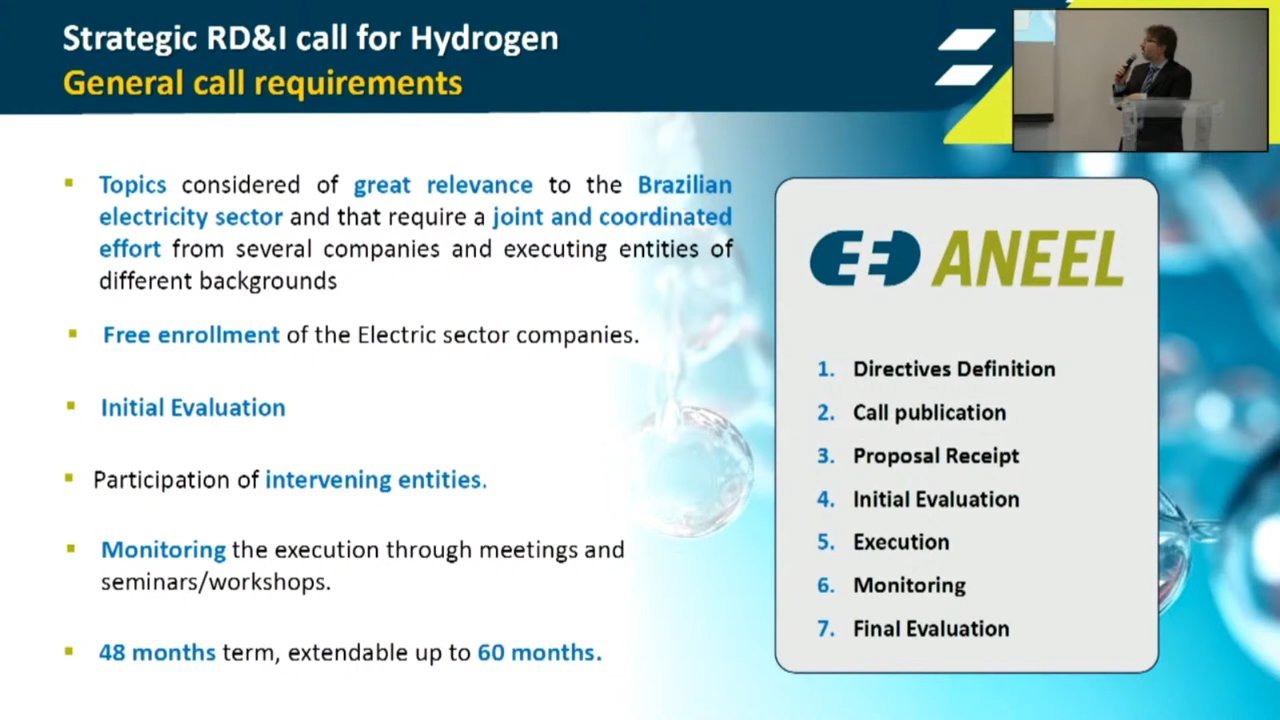 Strategic RD&I call for Hydrogen
General call requirements
▪ Topics considered of great relevance to the Brazilian
electricity sector and that require a joint and coordinated
effort from several companies and executing entities of
different backgrounds
▪ Free enrollment of the Electric sector companies.
▪ Initial Evaluation
▪ Participation of intervening entities.
▪ Monitoring the execution through meetings and
seminars/workshops.
▪ 48 months term, extendable up to 60 months.
ANEEL
1. Directives Definition
2. Call publication
3. Proposal Receipt
4. Initial Evaluation
5. Execution
6. Monitoring
7. Final Evaluation